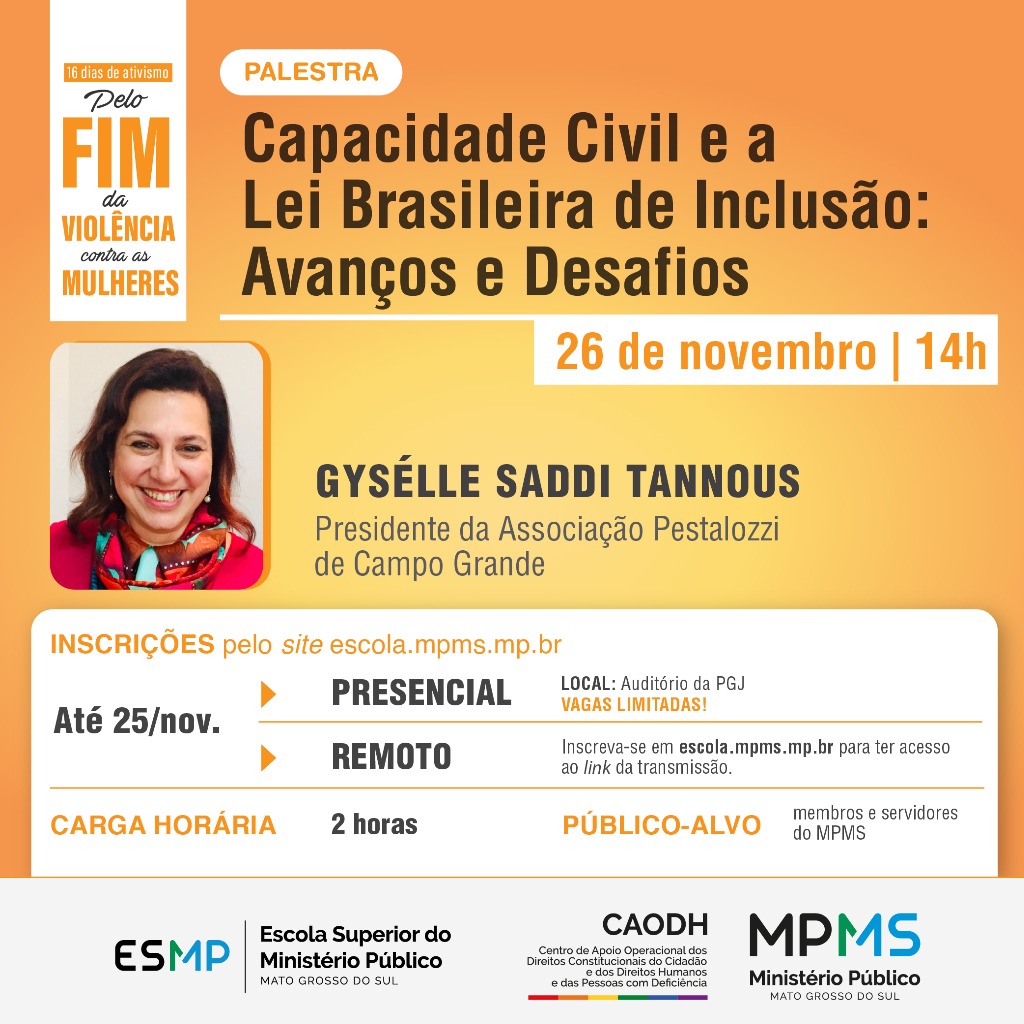 16 dias de ativismo
Pelo
FIM
da
VIOLÊNCIA
contra as
MULHERES
PALESTRA
Capacidade Civil e a
Lei Brasileira de Inclusão:
Avanços e Desafios
26 de novembro | 14h
GYSÉLLE SADDI TANNOUS
Presidente da Associação Pestalozzi
de Campo Grande
INSCRIÇÕES pelo site escola.mpms.mp.br
Até 25/nov.
PRESENCIAL
LOCAL: Auditório da PGJ
VAGAS LIMITADAS!
REMOTO
Inscreva-se em escola.mpms.mp.br para ter acesso
ao link da transmissão.
CARGA HORÁRIA
2 horas
PÚBLICO-ALVO
membros e servidores
do MPMS
ESMP
Escola Superior do
Ministério Público
MATO GROSSO DO SUL
CAODH
Centro de Apoio Operacional dos
Direitos Constitucionais do Cidadão
e dos Direitos Humanos
e das Pessoas com Deficiência
MPMS
Ministério Público
MATO GROSSO DO SUL